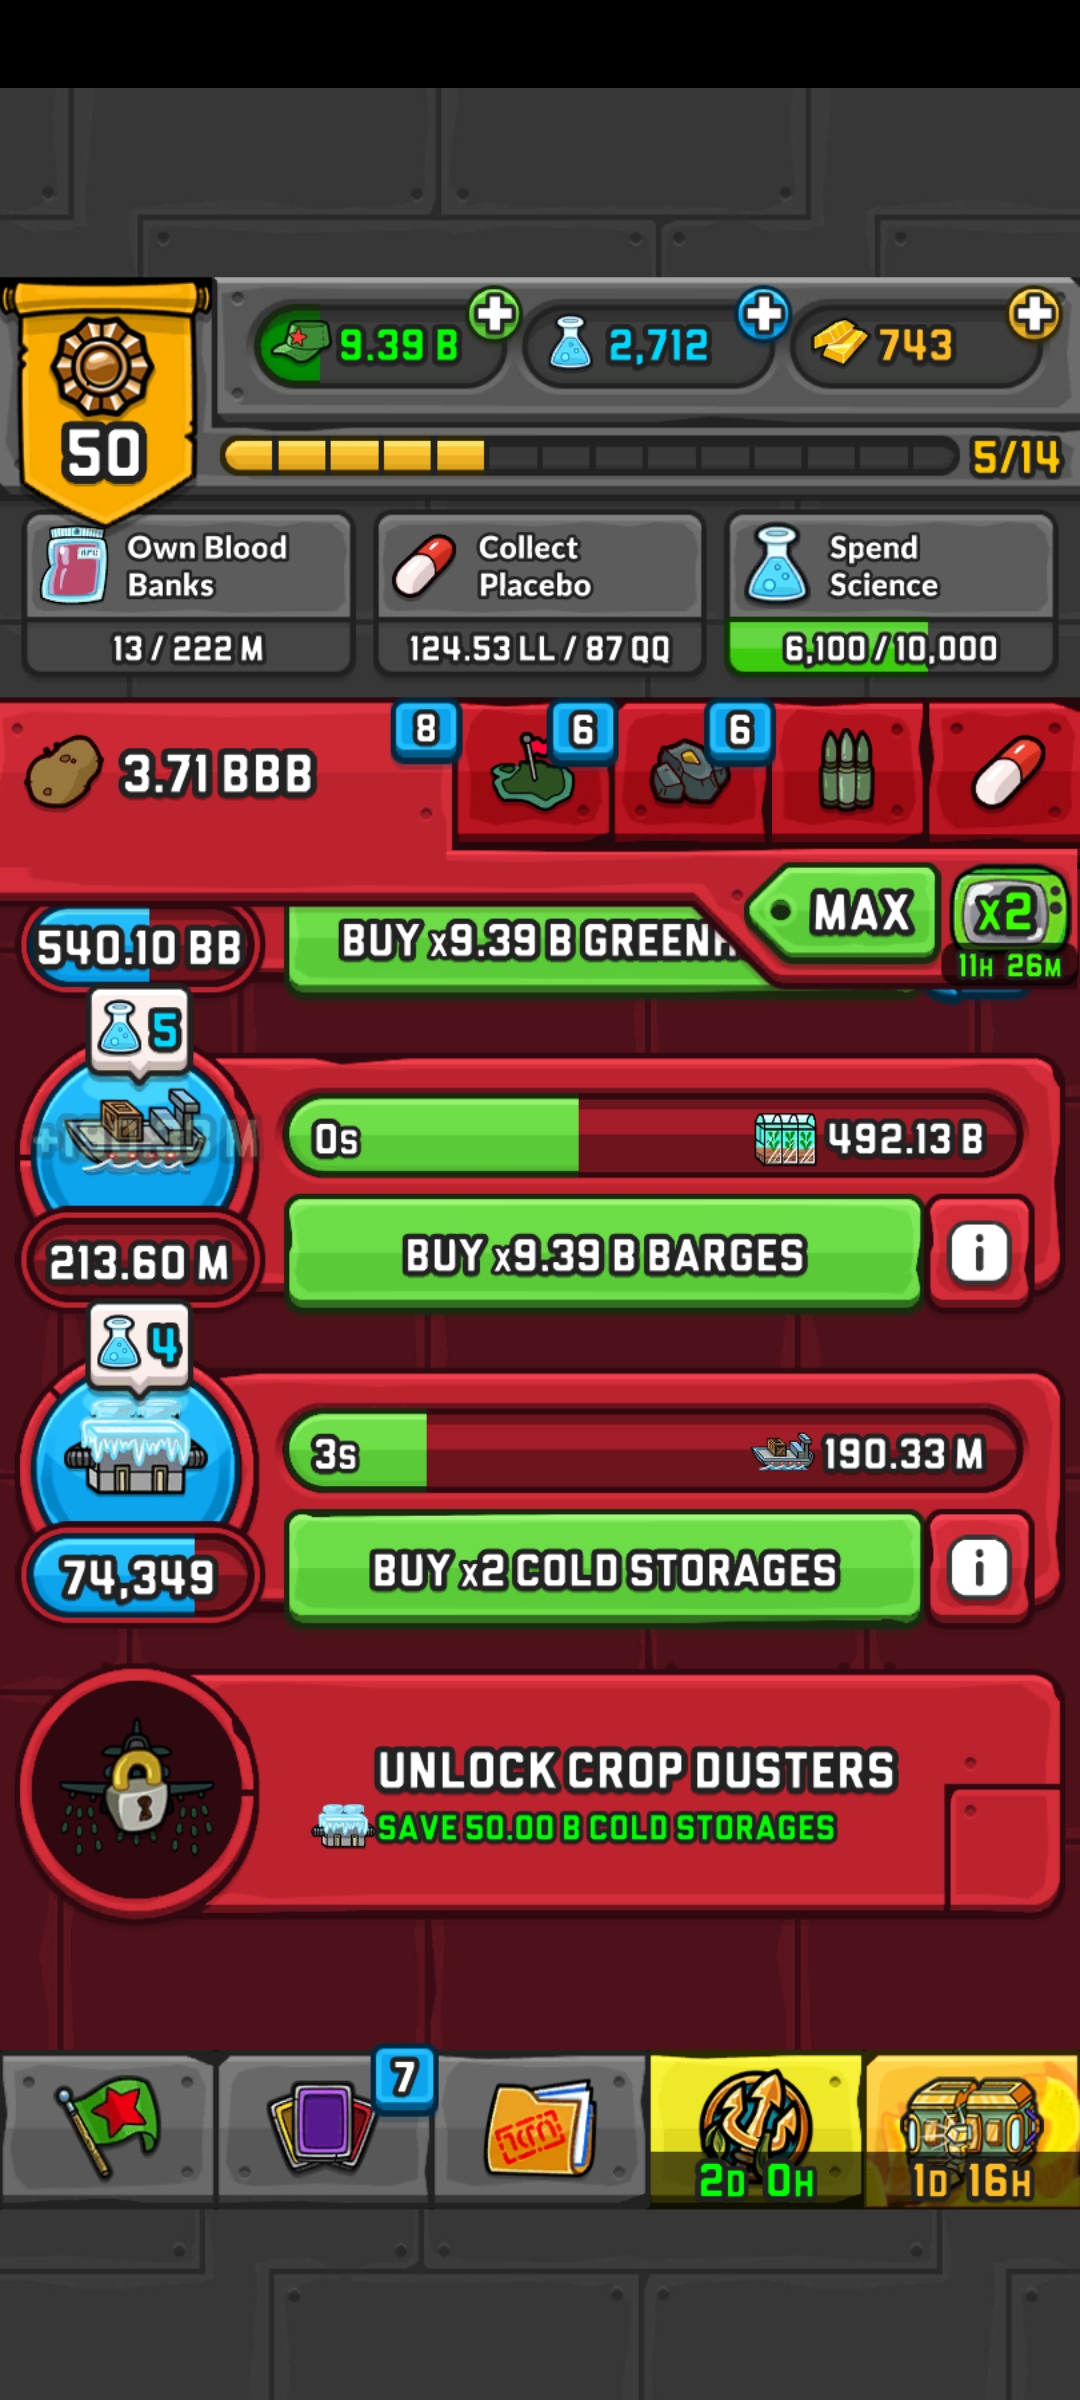 9.39 B
2,712
743
50
5/14
Own Blood
Banks
13 / 222 M
Collect
Placebo
124.53 LL / 87 QQ
Spend
Science
6,100 / 10,000
3.71 BBB
8
6
6
MAX
x2
11H 26M
540.10 BB
BUY x9.39 B GREENH
5
0s
492.13 B
213.60 M
BUY x9.39 B BARGES
i
4
3s
190.33 M
74,349
BUY x2 COLD STORAGES
i
UNLOCK CROP DUSTERS
SAVE 50.00 B COLD STORAGES
7
2D 0H
1D 16H